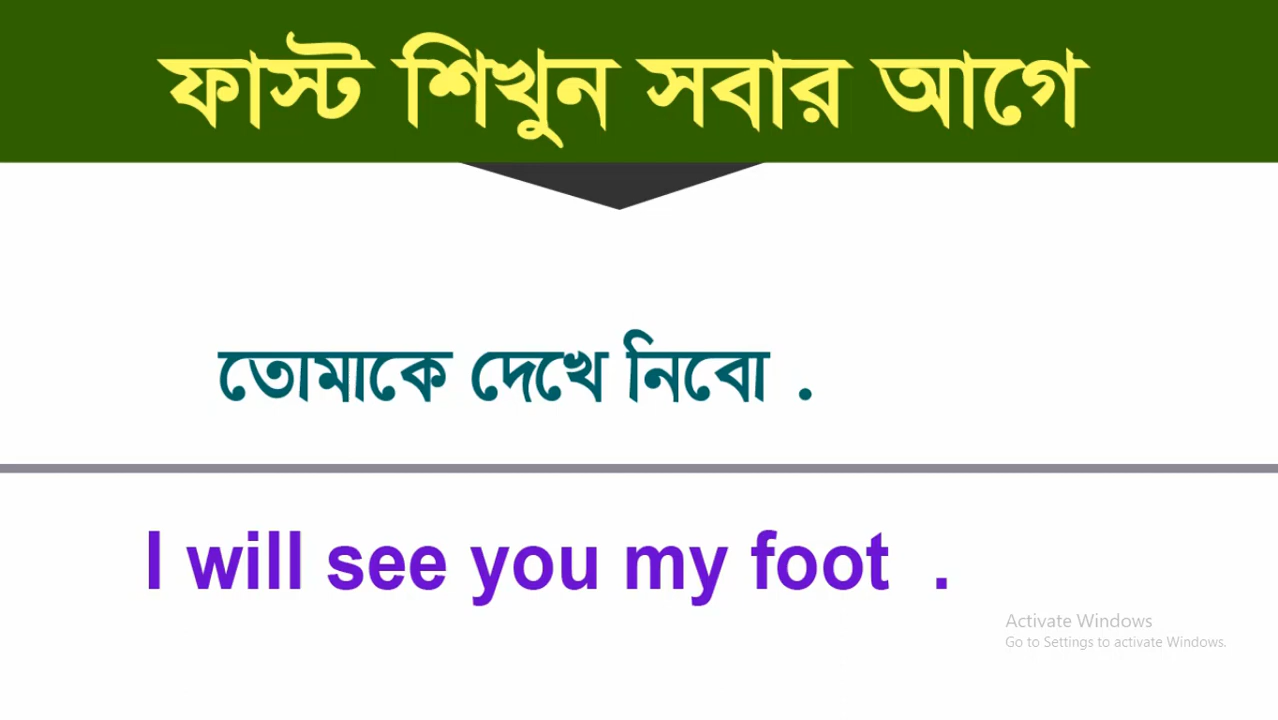 ফাস্ট শিখুন সবার আগে
তোমাকে দেখে নিবো .
I will see you my foot .
Activate Windows
Go to Settings to activate Windows.